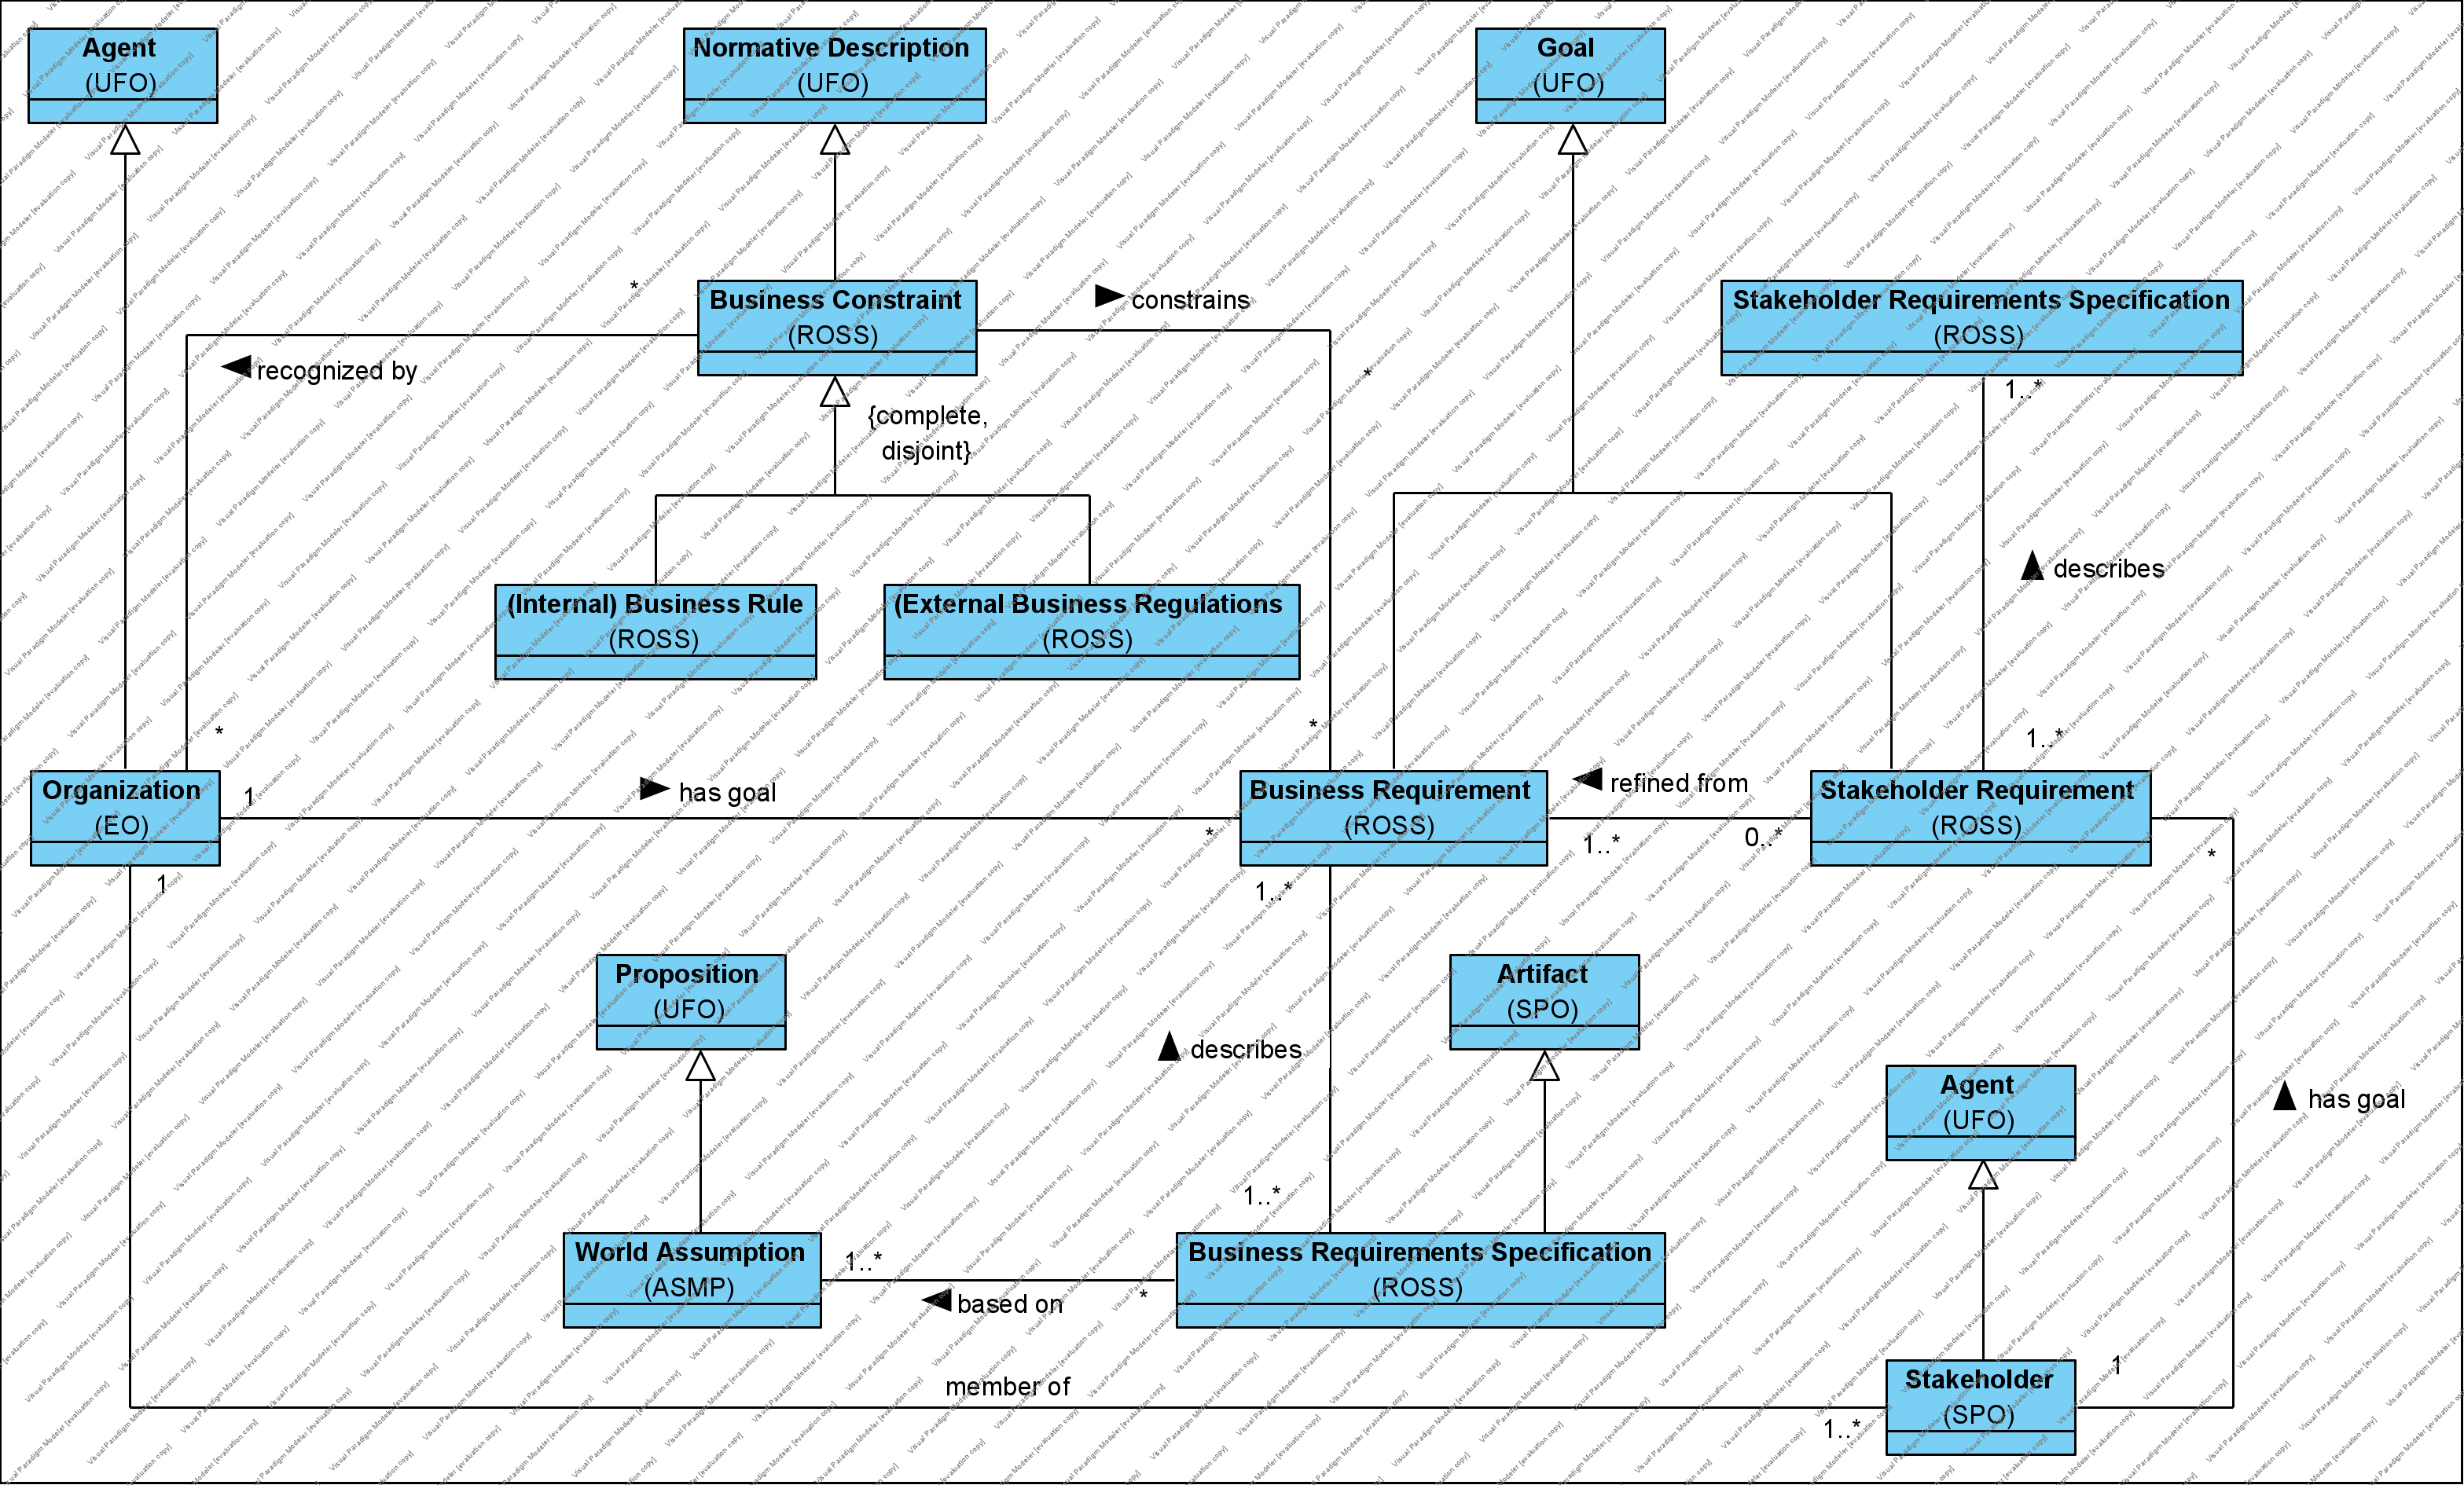 Agent
(UFO)
Normative Description
(UFO)
Goal
(UFO)
*
Business Constraint
(ROSS)
constrains
Stakeholder Requirements Specification
(ROSS)
recognized by
*
1..*
{complete,
disjoint}
describes
(Internal) Business Rule
(ROSS)
(External Business Regulations
(ROSS)
*
*
1..*
Organization
(EO)
1
has goal
*
Business Requirement
(ROSS)
refined from
1..*
0..*
Stakeholder Requirement
(ROSS)
*
1
1..*
Proposition
(UFO)
Artifact
(SPO)
describes
Agent
(UFO)
has goal
1..*
World Assumption
(ASMP)
1..*
based on
*
Business Requirements Specification
(ROSS)
member of
1..*
Stakeholder
(SPO)
1
Visual Paradigm Modeler [evaluation copy]